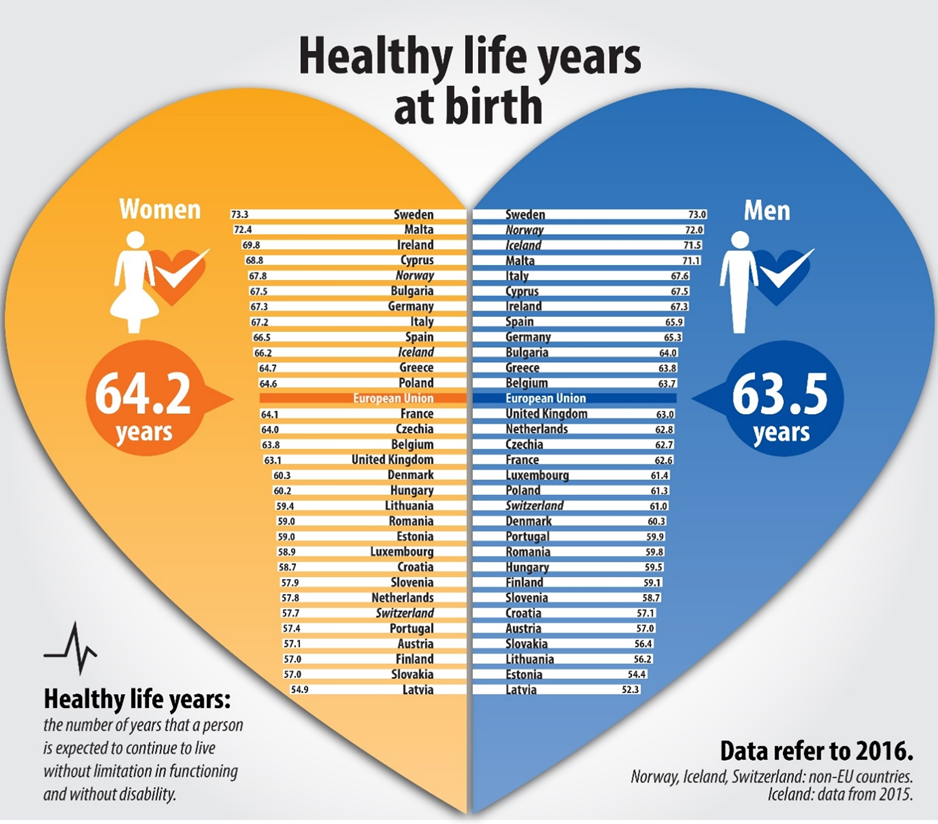 Healthy life years
at birth
Women
64.2
years
73.3 Sweden
72.4 Malta
69.8 Ireland
68.8 Cyprus
67.8 Norway
67.5 Bulgaria
67.3 Germany
67.2 Italy
66.5 Spain
66.2 Iceland
64.7 Greece
64.6 Poland
European Union
64.1 France
64.0 Czechia
63.8 Belgium
63.1 United Kingdom
60.3 Denmark
60.2 Hungary
59.4 Lithuania
59.0 Romania
59.0 Estonia
58.9 Luxembourg
58.7 Croatia
57.9 Slovenia
57.8 Netherlands
57.7 Switzerland
57.4 Portugal
57.1 Austria
57.0 Finland
57.0 Slovakia
54.9 Latvia
Sweden 73.0
Norway 72.0
Iceland 71.5
Malta 71.1
Italy 67.6
Cyprus 67.5
Ireland 67.3
Spain 65.9
Germany 65.3
Bulgaria 64.0
Greece 63.8
Belgium 63.7
European Union
United Kingdom 63.0
Netherlands 62.8
Czechia 62.7
France 62.6
Luxembourg 61.4
Poland 61.3
Switzerland 61.0
Denmark 60.3
Portugal 59.9
Romania 59.8
Hungary 59.5
Finland 59.1
Slovenia 58.7
Croatia 57.1
Austria 57.0
Slovakia 56.4
Lithuania 56.2
Estonia 54.4
Latvia 52.3
Men
63.5
years
Healthy life years:
the number of years that a person
is expected to continue to live
without limitation in functioning
and without disability.
Data refer to 2016.
Norway, Iceland, Switzerland: non-EU countries.
Iceland: data from 2015.